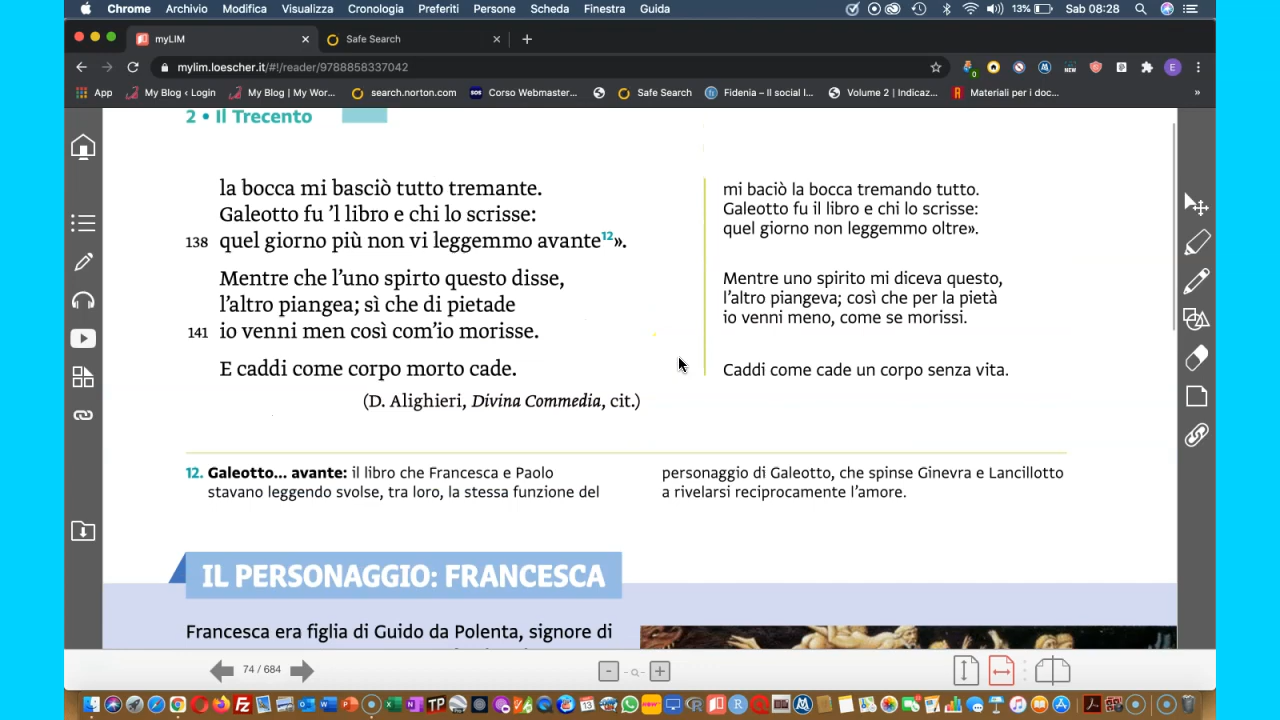 Chrome Archivio Modifica Visualizza Cronologia Preferiti Persone Scheda Finestra Guida 13% Sab 08:28
myLIM Safe Search
mylim.loescher.it/#!/reader/9788858337042
App My Blog ‹ Login My Blog | My Wor... search.norton.com Corso Webmaster... Safe Search Fidenia – Il social l... Volume 2 | Indicaz... Materiali per i doc... »
2 • Il Trecento
la bocca mi basciò tutto tremante.
Galeotto fu ’l libro e chi lo scrisse:
138 quel giorno più non vi leggemmo avante12».
Mentre che l’uno spirto questo disse,
l’altro piangea; sì che di pietade
141 io venni men così com’io morisse.
E caddi come corpo morto cade.
(D. Alighieri, Divina Commedia, cit.)
mi baciò la bocca tremando tutto.
Galeotto fu il libro e chi lo scrisse:
quel giorno non leggemmo oltre».
Mentre uno spirito mi diceva questo,
l’altro piangeva; così che per la pietà
io venni meno, come se morissi.
Caddi come cade un corpo senza vita.
12. Galeotto... avante: il libro che Francesca e Paolo
stavano leggendo svolse, tra loro, la stessa funzione del
personaggio di Galeotto, che spinse Ginevra e Lancillotto
a rivelarsi reciprocamente l’amore.
IL PERSONAGGIO: FRANCESCA
Francesca era figlia di Guido da Polenta, signore di
74 / 684